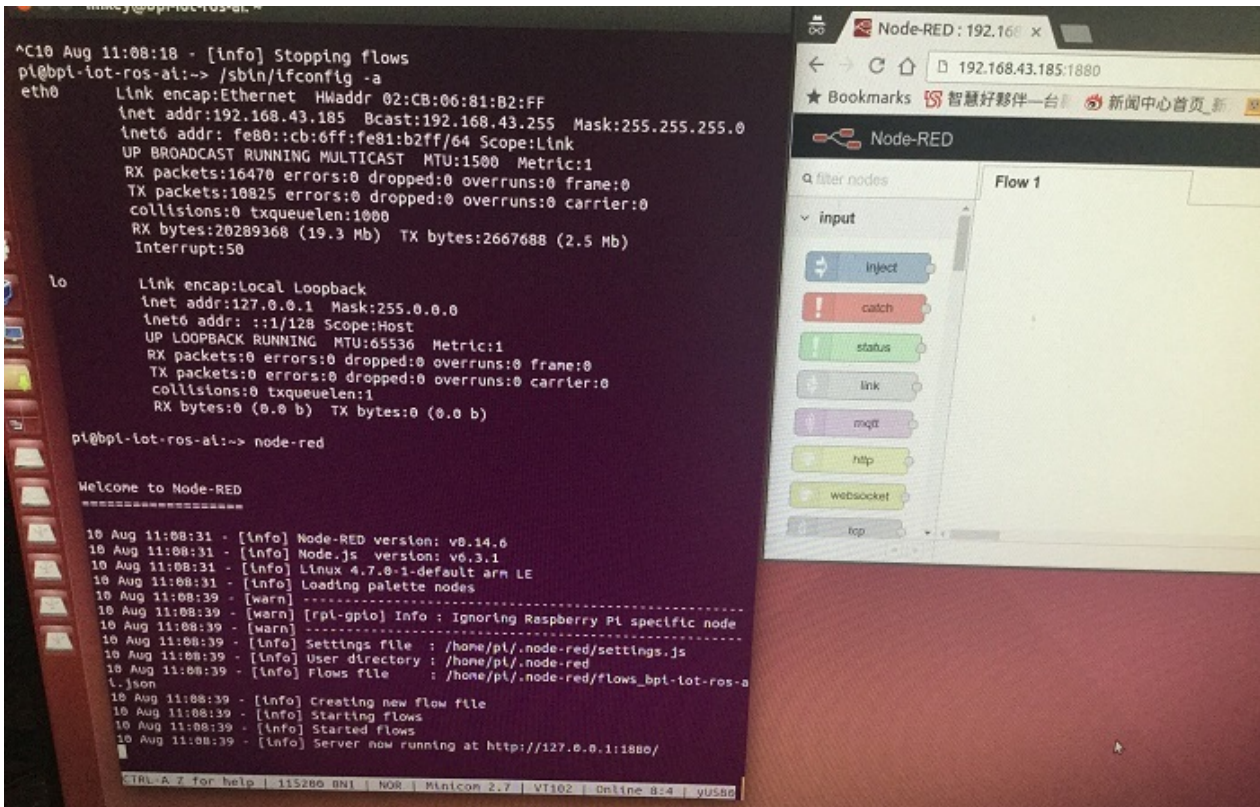 mikey@bpi-iot-ros-ai: ~
^C10 Aug 11:08:18 - [info] Stopping flows
pi@bpi-iot-ros-ai:~> /sbin/ifconfig -a
eth0 Link encap:Ethernet HWaddr 02:CB:06:81:B2:FF
inet addr:192.168.43.185 Bcast:192.168.43.255 Mask:255.255.255.0
inet6 addr: fe80::cb:6ff:fe81:b2ff/64 Scope:Link
UP BROADCAST RUNNING MULTICAST MTU:1500 Metric:1
RX packets:16470 errors:0 dropped:0 overruns:0 frame:0
TX packets:10825 errors:0 dropped:0 overruns:0 carrier:0
collisions:0 txqueuelen:1000
RX bytes:20289368 (19.3 Mb) TX bytes:2667688 (2.5 Mb)
Interrupt:50
lo Link encap:Local Loopback
inet addr:127.0.0.1 Mask:255.0.0.0
inet6 addr: ::1/128 Scope:Host
UP LOOPBACK RUNNING MTU:65536 Metric:1
RX packets:0 errors:0 dropped:0 overruns:0 frame:0
TX packets:0 errors:0 dropped:0 overruns:0 carrier:0
collisions:0 txqueuelen:1
RX bytes:0 (0.0 b) TX bytes:0 (0.0 b)
pi@bpi-iot-ros-ai:~> node-red
Welcome to Node-RED
===================
10 Aug 11:08:31 - [info] Node-RED version: v0.14.6
10 Aug 11:08:31 - [info] Node.js version: v6.3.1
10 Aug 11:08:31 - [info] Linux 4.7.0-1-default arm LE
10 Aug 11:08:31 - [info] Loading palette nodes
10 Aug 11:08:39 - [warn] ------------------------------------------------------
10 Aug 11:08:39 - [warn] [rpi-gpio] Info : Ignoring Raspberry Pi specific node
10 Aug 11:08:39 - [warn] ------------------------------------------------------
10 Aug 11:08:39 - [info] Settings file : /home/pi/.node-red/settings.js
10 Aug 11:08:39 - [info] User directory : /home/pi/.node-red
10 Aug 11:08:39 - [info] Flows file : /home/pi/.node-red/flows_bpi-iot-ros-a
i.json
10 Aug 11:08:39 - [info] Creating new flow file
10 Aug 11:08:39 - [info] Starting flows
10 Aug 11:08:39 - [info] Started flows
10 Aug 11:08:39 - [info] Server now running at http://127.0.0.1:1880/
CTRL-A Z for help | 115200 8N1 | NOR | Minicom 2.7 | VT102 | Online 8:4 |
Node-RED : 192.168
192.168.43.185:1880
Bookmarks 智慧好夥伴—台 新闻中心首页_新
Node-RED
filter nodes
Flow 1
input
inject
catch
status
link
mqtt
http
websocket
tcp